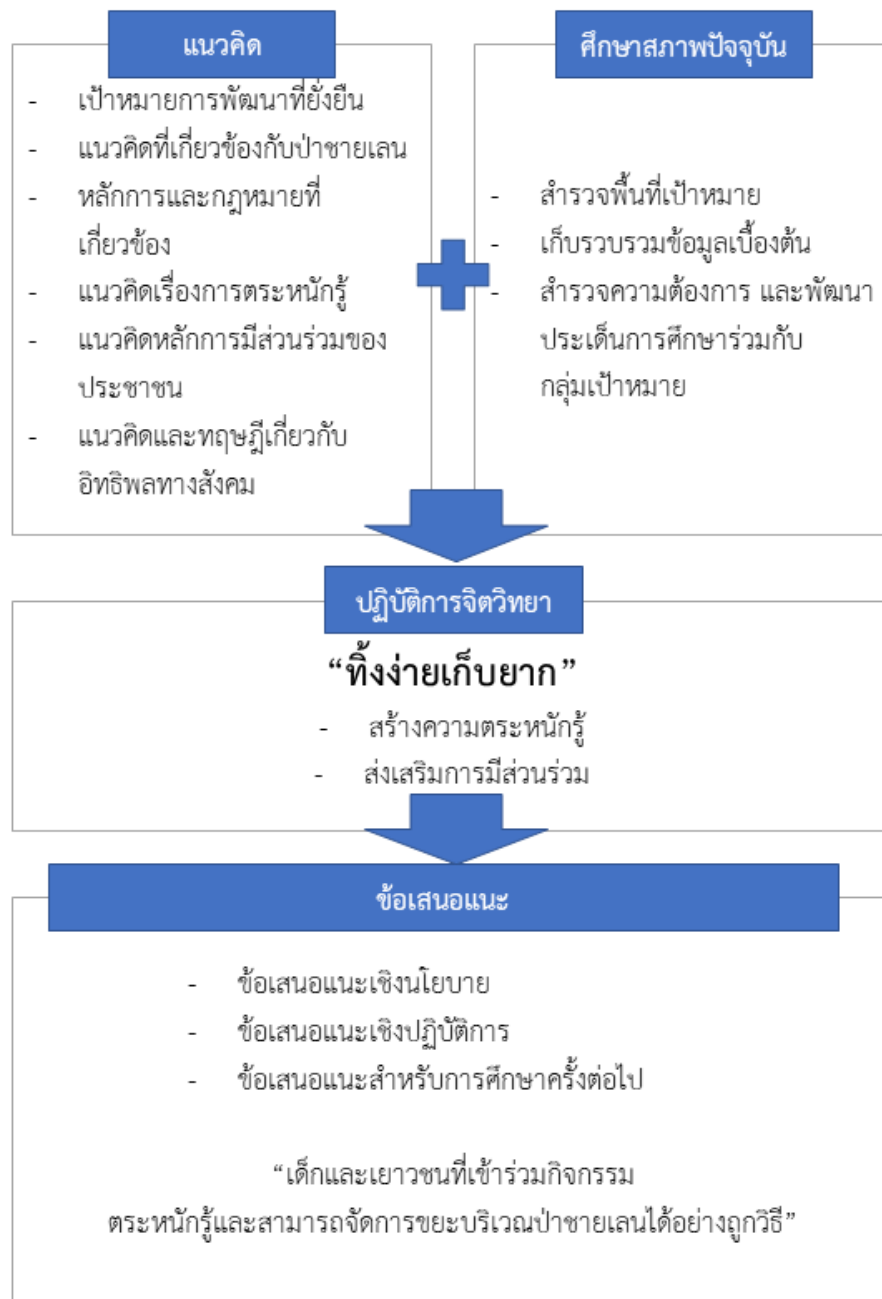 แนวคิด
- เป้าหมายการพัฒนาที่ยั่งยืน
- แนวคิดที่เกี่ยวข้องกับป่าชายเลน
- หลักการและกฎหมายที่
เกี่ยวข้อง
- แนวคิดเรื่องการตระหนักรู้
- แนวคิดหลักการมีส่วนร่วมของ
ประชาชน
- แนวคิดและทฤษฎีเกี่ยวกับ
อิทธิพลทางสังคม
ศึกษาสภาพปัจจุบัน
- สำรวจพื้นที่เป้าหมาย
- เก็บรวบรวมข้อมูลเบื้องต้น
- สำรวจความต้องการ และพัฒนา
ประเด็นการศึกษาร่วมกับ
กลุ่มเป้าหมาย
ปฏิบัติการจิตวิทยา
“ทิ้งง่ายเก็บยาก”
- สร้างความตระหนักรู้
- ส่งเสริมการมีส่วนร่วม
ข้อเสนอแนะ
- ข้อเสนอแนะเชิงนโยบาย
- ข้อเสนอแนะเชิงปฏิบัติการ
- ข้อเสนอแนะสำหรับการศึกษาครั้งต่อไป
“เด็กและเยาวชนที่เข้าร่วมกิจกรรม
ตระหนักรู้และสามารถจัดการขยะบริเวณป่าชายเลนได้อย่างถูกวิธี”